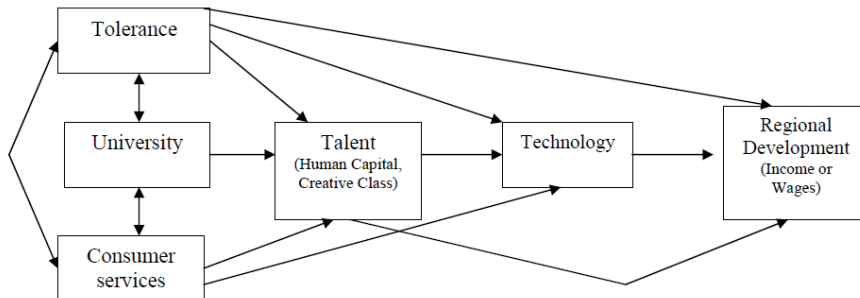 Tolerance
University
Talent
(Human Capital,
Creative Class)
Technology
Regional
Development
(Income or
Wages)
Consumer
services